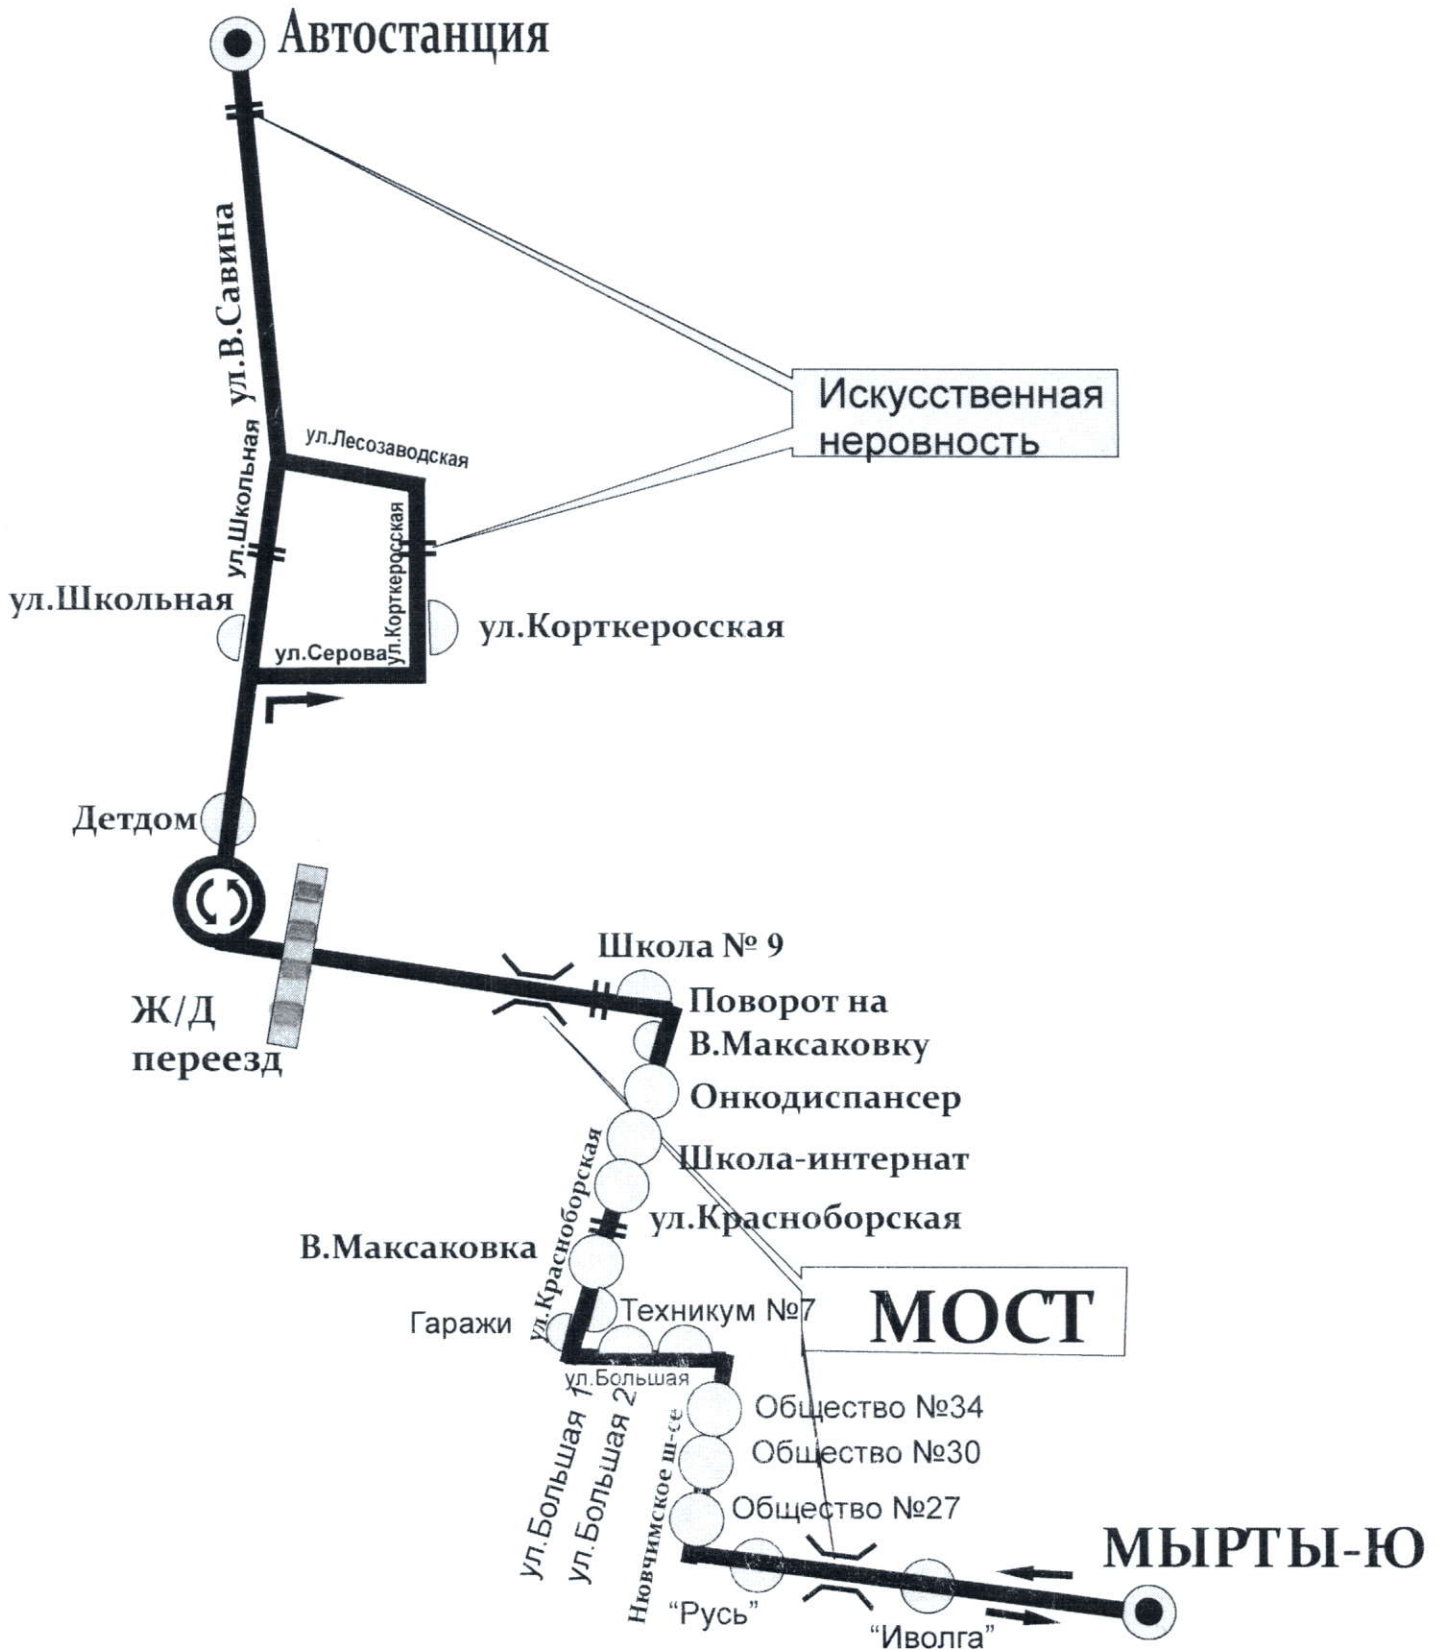 Автостанция
ул.В.Савина
Искусственная
неровность
ул.Лесозаводская
ул.Школьная
ул.Корткеросская
ул.Школьная
ул.Корткеросская
ул.Серова
Детдом
Школа № 9
Ж/Д
переезд
Поворот на
В.Максаковку
Онкодиспансер
Школа-интернат
ул.Красноборская
ул.Красноборская
В.Максаковка
МОСТ
Техникум №7
Гаражи
ул.Большая
ул.Большая 1
ул.Большая 2
Общество №34
Общество №30
Нювчимское ш-се
Общество №27
МЫРТЫ-Ю
“Русь”
“Иволга”